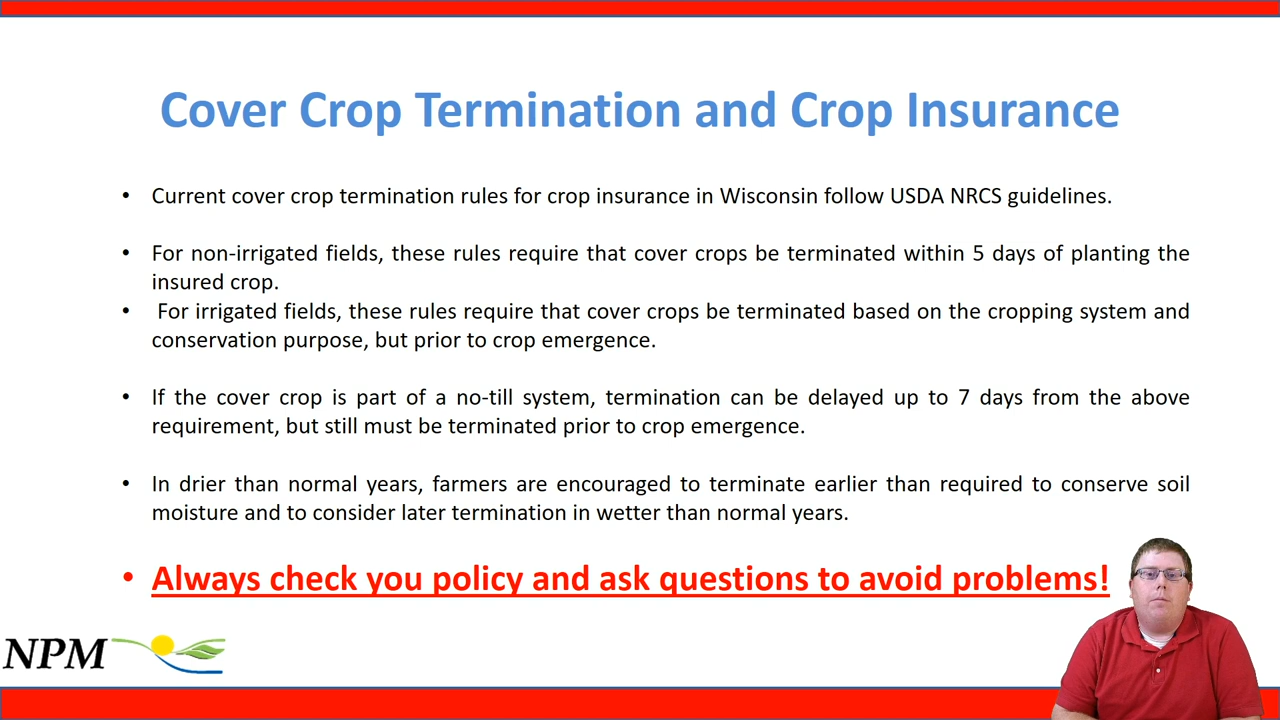 Cover Crop Termination and Crop Insurance
• Current cover crop termination rules for crop insurance in Wisconsin follow USDA NRCS guidelines.
• For non-irrigated fields, these rules require that cover crops be terminated within 5 days of planting the
insured crop.
• For irrigated fields, these rules require that cover crops be terminated based on the cropping system and
conservation purpose, but prior to crop emergence.
• If the cover crop is part of a no-till system, termination can be delayed up to 7 days from the above
requirement, but still must be terminated prior to crop emergence.
• In drier than normal years, farmers are encouraged to terminate earlier than required to conserve soil
moisture and to consider later termination in wetter than normal years.
• Always check you policy and ask questions to avoid problems!
NPM